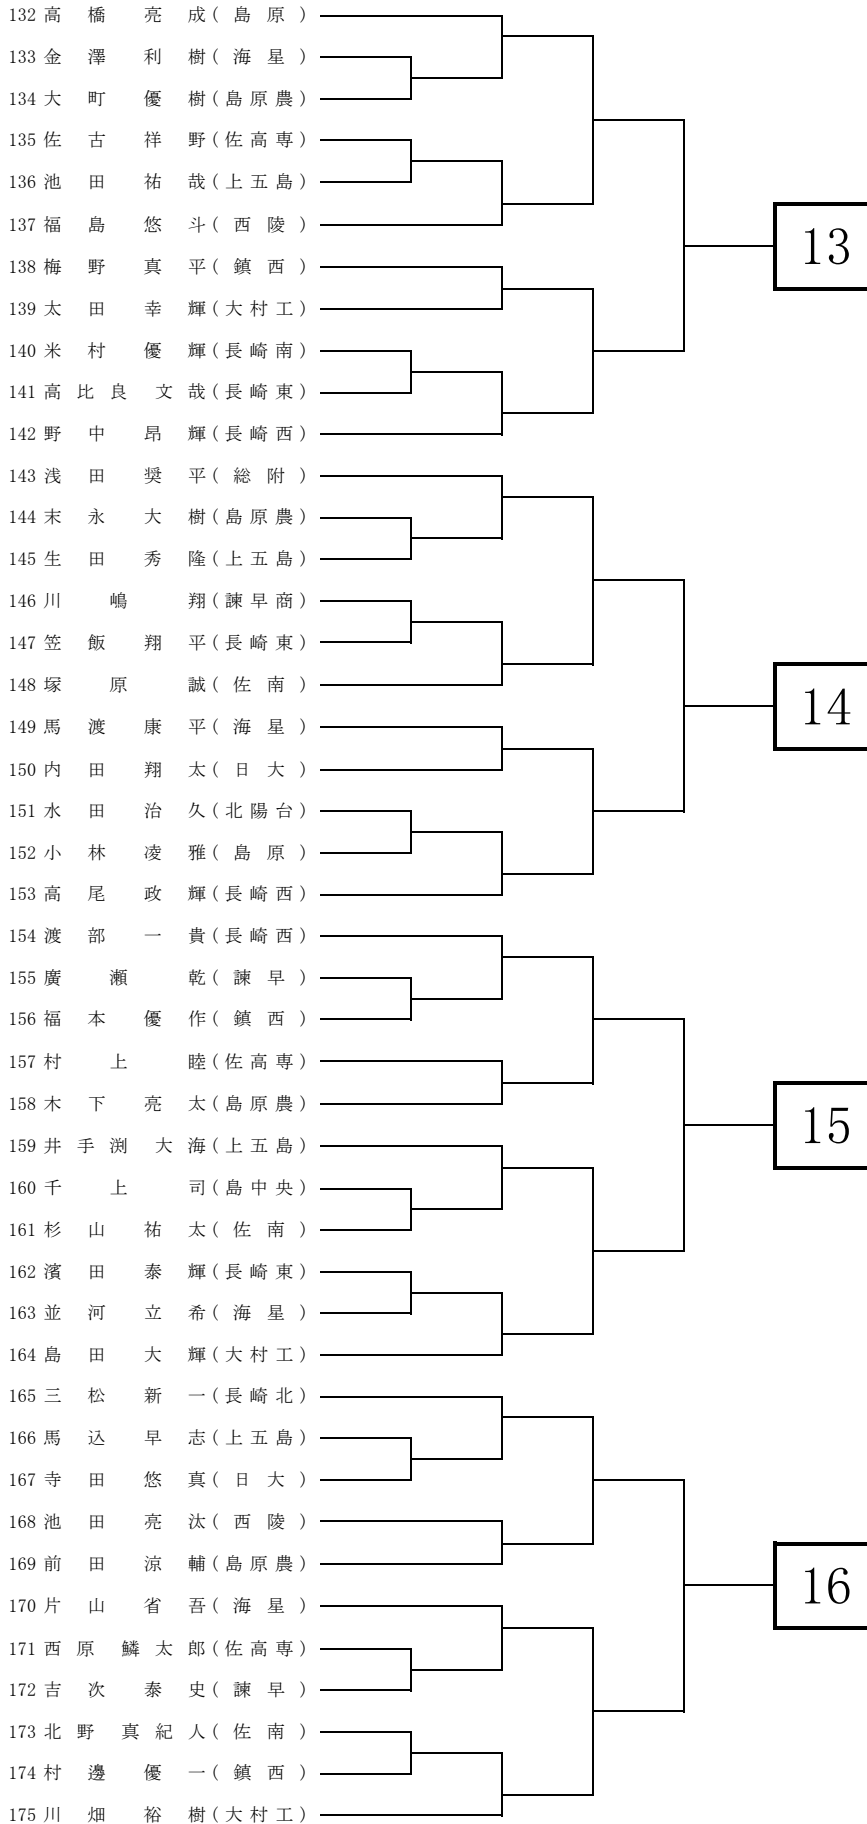 132 高橋亮成(島原)
133 金澤利樹(海星)
134 大町優樹(島原農)
135 佐古祥野(佐高専)
136 池田祐哉(上五島)
137 福島悠斗(西陵)
13
138 梅野真平(鎮西)
139 太田幸輝(大村工)
140 米村優輝(長崎南)
141 高比良文哉(長崎東)
142 野中昂輝(長崎西)
143 浅田奨平(総附)
144 末永大樹(島原農)
145 生田秀隆(上五島)
146 川嶋翔(諫早商)
147 笠飯翔平(長崎東)
148 塚原誠(佐南)
14
149 馬渡康平(海星)
150 内田翔太(日大)
151 水田治久(北陽台)
152 小林凌雅(島原)
153 高尾政輝(長崎西)
154 渡部一貴(長崎西)
155 廣瀬乾(諫早)
156 福本優作(鎮西)
157 村上睦(佐高専)
158 木下亮太(島原農)
15
159 井手渕大海(上五島)
160 千上司(島中央)
161 杉山祐太(佐南)
162 濱田泰輝(長崎東)
163 並河立希(海星)
164 島田大輝(大村工)
165 三松新一(長崎北)
166 馬込早志(上五島)
167 寺田悠真(日大)
168 池田亮汰(西陵)
169 前田涼輔(島原農)
16
170 片山省吾(海星)
171 西原鱗太郎(佐高専)
172 吉次泰史(諫早)
173 北野真紀人(佐南)
174 村邊優一(鎮西)
175 川畑裕樹(大村工)